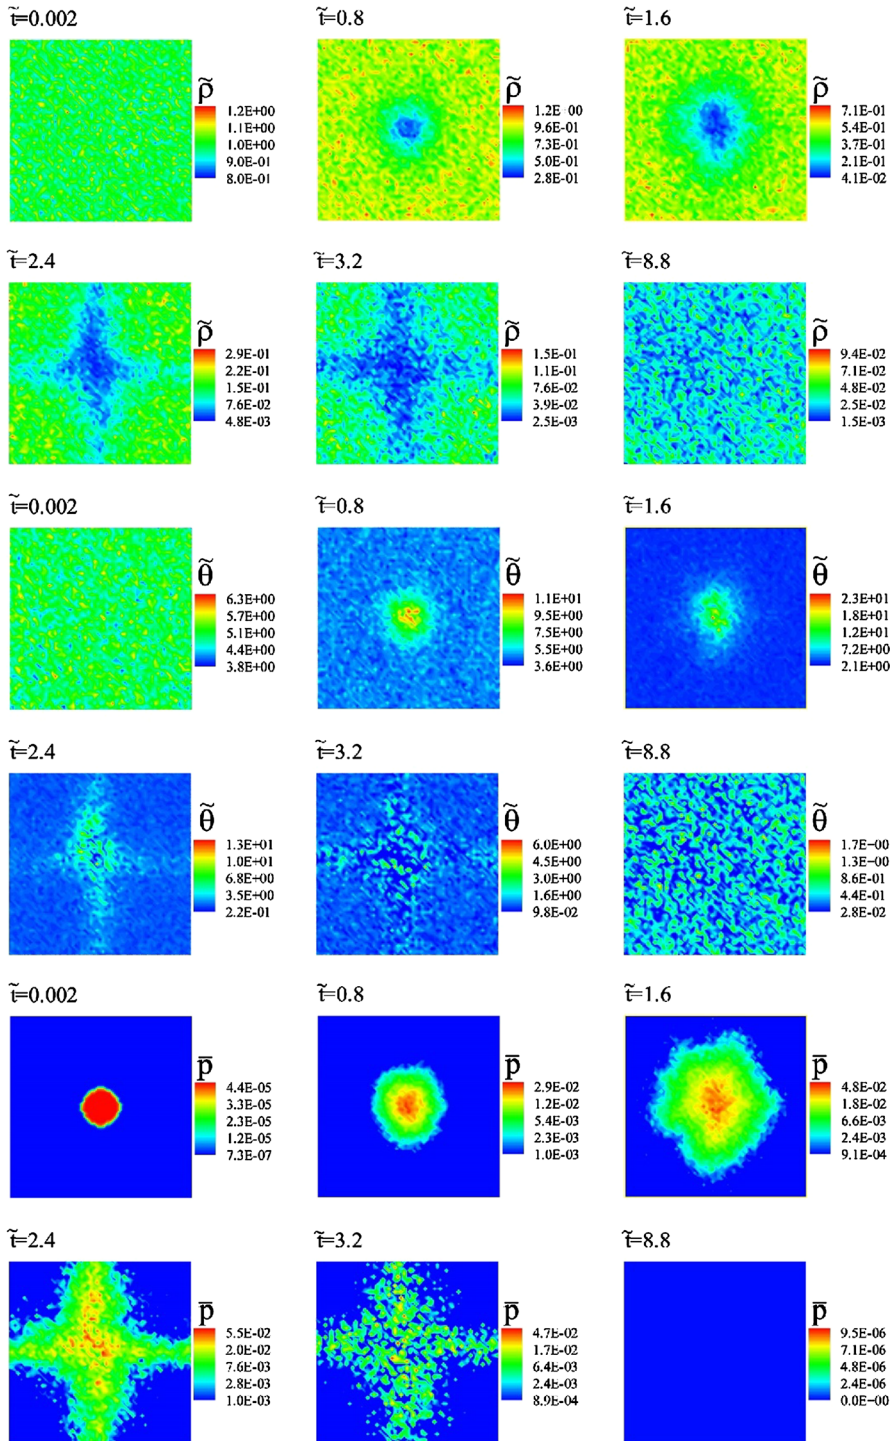 t̃=0.002 t̃=0.8 t̃=1.6
ρ̃ ρ̃ ρ̃
1.2E+00 1.2E-00 7.1E-01
1.1E+00 9.6E-01 5.4E-01
1.0E+00 7.3E-01 3.7E-01
9.0E-01 5.0E-01 2.1E-01
8.0E-01 2.8E-01 4.1E-02
t̃=2.4 t̃=3.2 t̃=8.8
ρ̃ ρ̃ ρ̃
2.9E-01 1.5E-01 9.4E-02
2.2E-01 1.1E-01 7.1E-02
1.5E-01 7.6E-02 4.8E-02
7.6E-02 3.9E-02 2.5E-02
4.8E-03 2.5E-03 1.5E-03
t̃=0.002 t̃=0.8 t̃=1.6
θ̃ θ̃ θ̃
6.3E+00 1.1E+01 2.3E+01
5.7E+00 9.5E+00 1.8E+01
5.1E+00 7.5E+00 1.2E+01
4.4E+00 5.5E+00 7.2E+00
3.8E+00 3.6E+00 2.1E+00
t̃=2.4 t̃=3.2 t̃=8.8
θ̃ θ̃ θ̃
1.3E+01 6.0E+00 1.7E-00
1.0E+01 4.5E+00 1.3E-00
6.8E+00 3.0E+00 8.6E-01
3.5E+00 1.6E+00 4.4E-01
2.2E-01 9.8E-02 2.8E-02
t̃=0.002 t̃=0.8 t̃=1.6
p̅ p̅ p̅
4.4E-05 2.9E-02 4.8E-02
3.3E-05 1.2E-02 1.8E-02
2.3E-05 5.4E-03 6.6E-03
1.2E-05 2.3E-03 2.4E-03
7.3E-07 1.0E-03 9.1E-04
t̃=2.4 t̃=3.2 t̃=8.8
p̅ p̅ p̅
5.5E-02 4.7E-02 9.5E-06
2.0E-02 1.7E-02 7.1E-06
7.6E-03 6.4E-03 4.8E-06
2.8E-03 2.4E-03 2.4E-06
1.0E-03 8.9E-04 0.0E-00